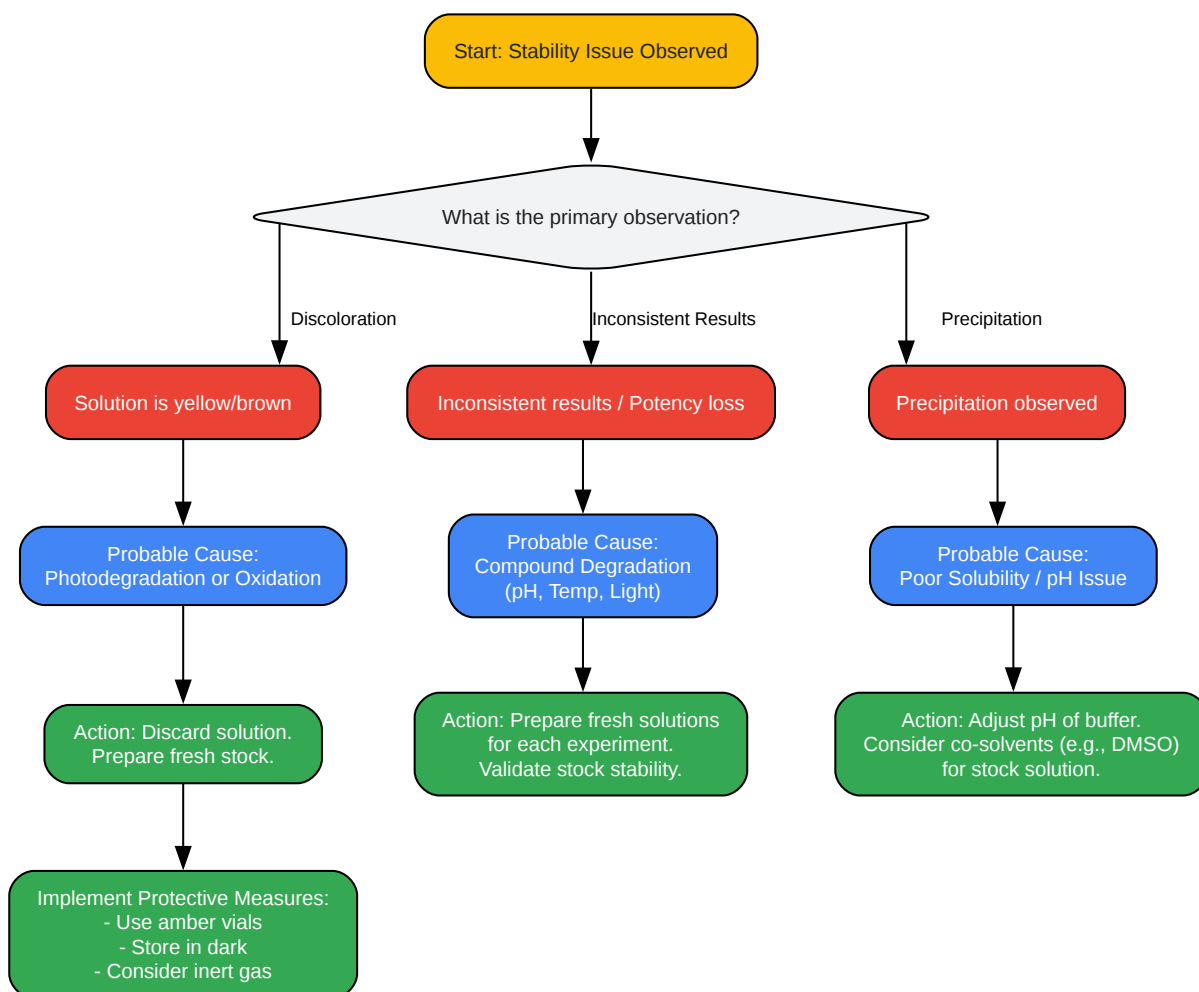 Start: Stability Issue Observed
What is the primary observation?
Discoloration
Inconsistent Results
Precipitation
Solution is yellow/brown
Inconsistent results / Potency loss
Precipitation observed
Probable Cause:
Photodegradation or Oxidation
Probable Cause:
Compound Degradation
(pH, Temp, Light)
Probable Cause:
Poor Solubility / pH Issue
Action: Discard solution.
Prepare fresh stock.
Action: Prepare fresh solutions
for each experiment.
Validate stock stability.
Action: Adjust pH of buffer.
Consider co-solvents (e.g., DMSO)
for stock solution.
Implement Protective Measures:
- Use amber vials
- Store in dark
- Consider inert gas